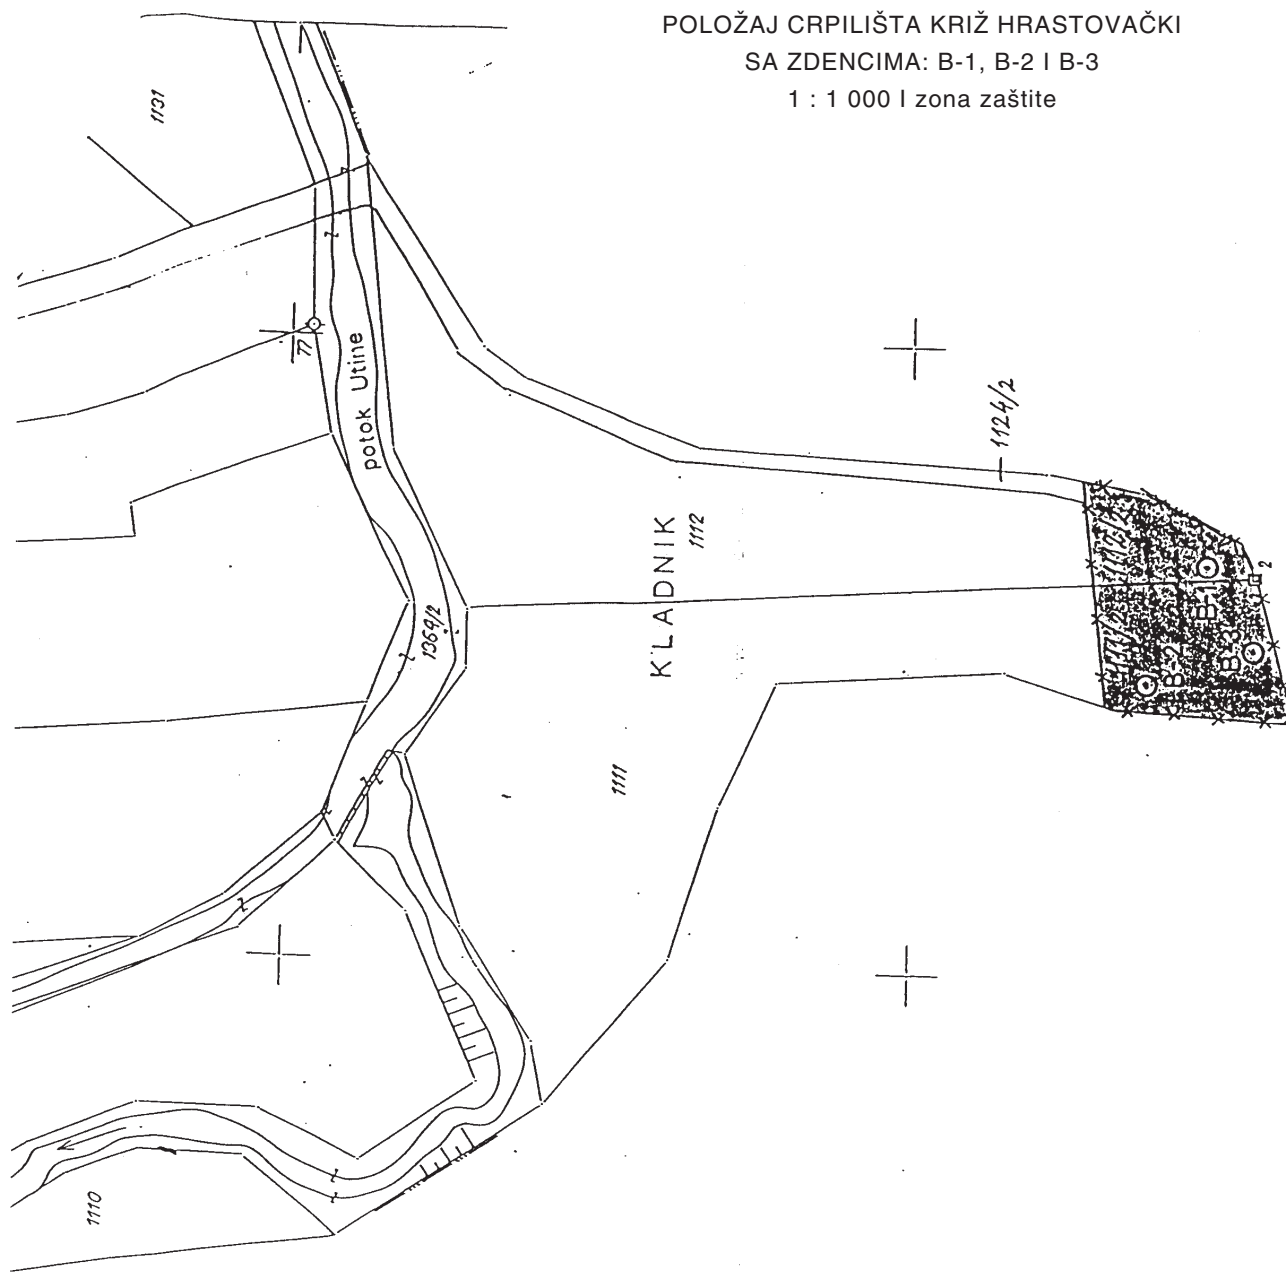 POLOŽAJ CRPILIŠTA KRIŽ HRASTOVAČKI
SA ZDENCIMA: B-1, B-2 I B-3
1 : 1 000 I zona zaštite
1131
77
potok Utine
1124/2
KLADNIK
1112
1369/2
1111
1110
B-1
B-2
B-3
2